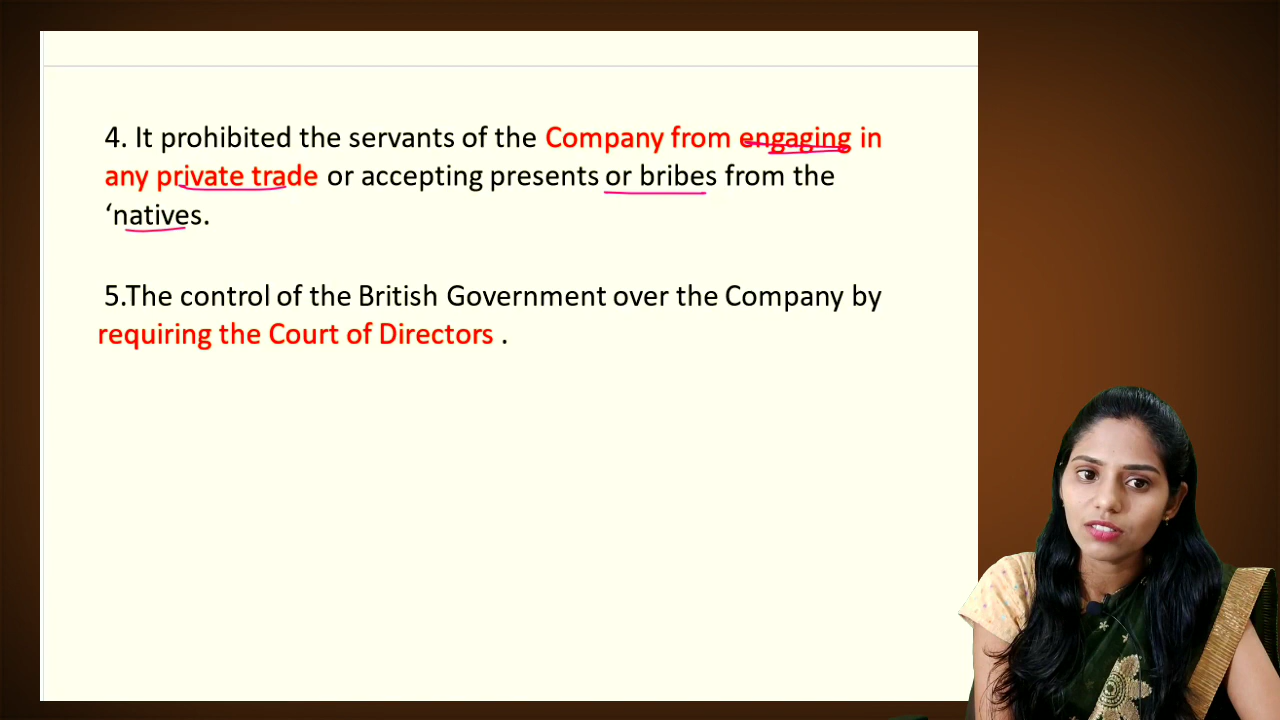 4. It prohibited the servants of the Company from engaging in
any private trade or accepting presents or bribes from the
‘natives.
5.The control of the British Government over the Company by
requiring the Court of Directors .